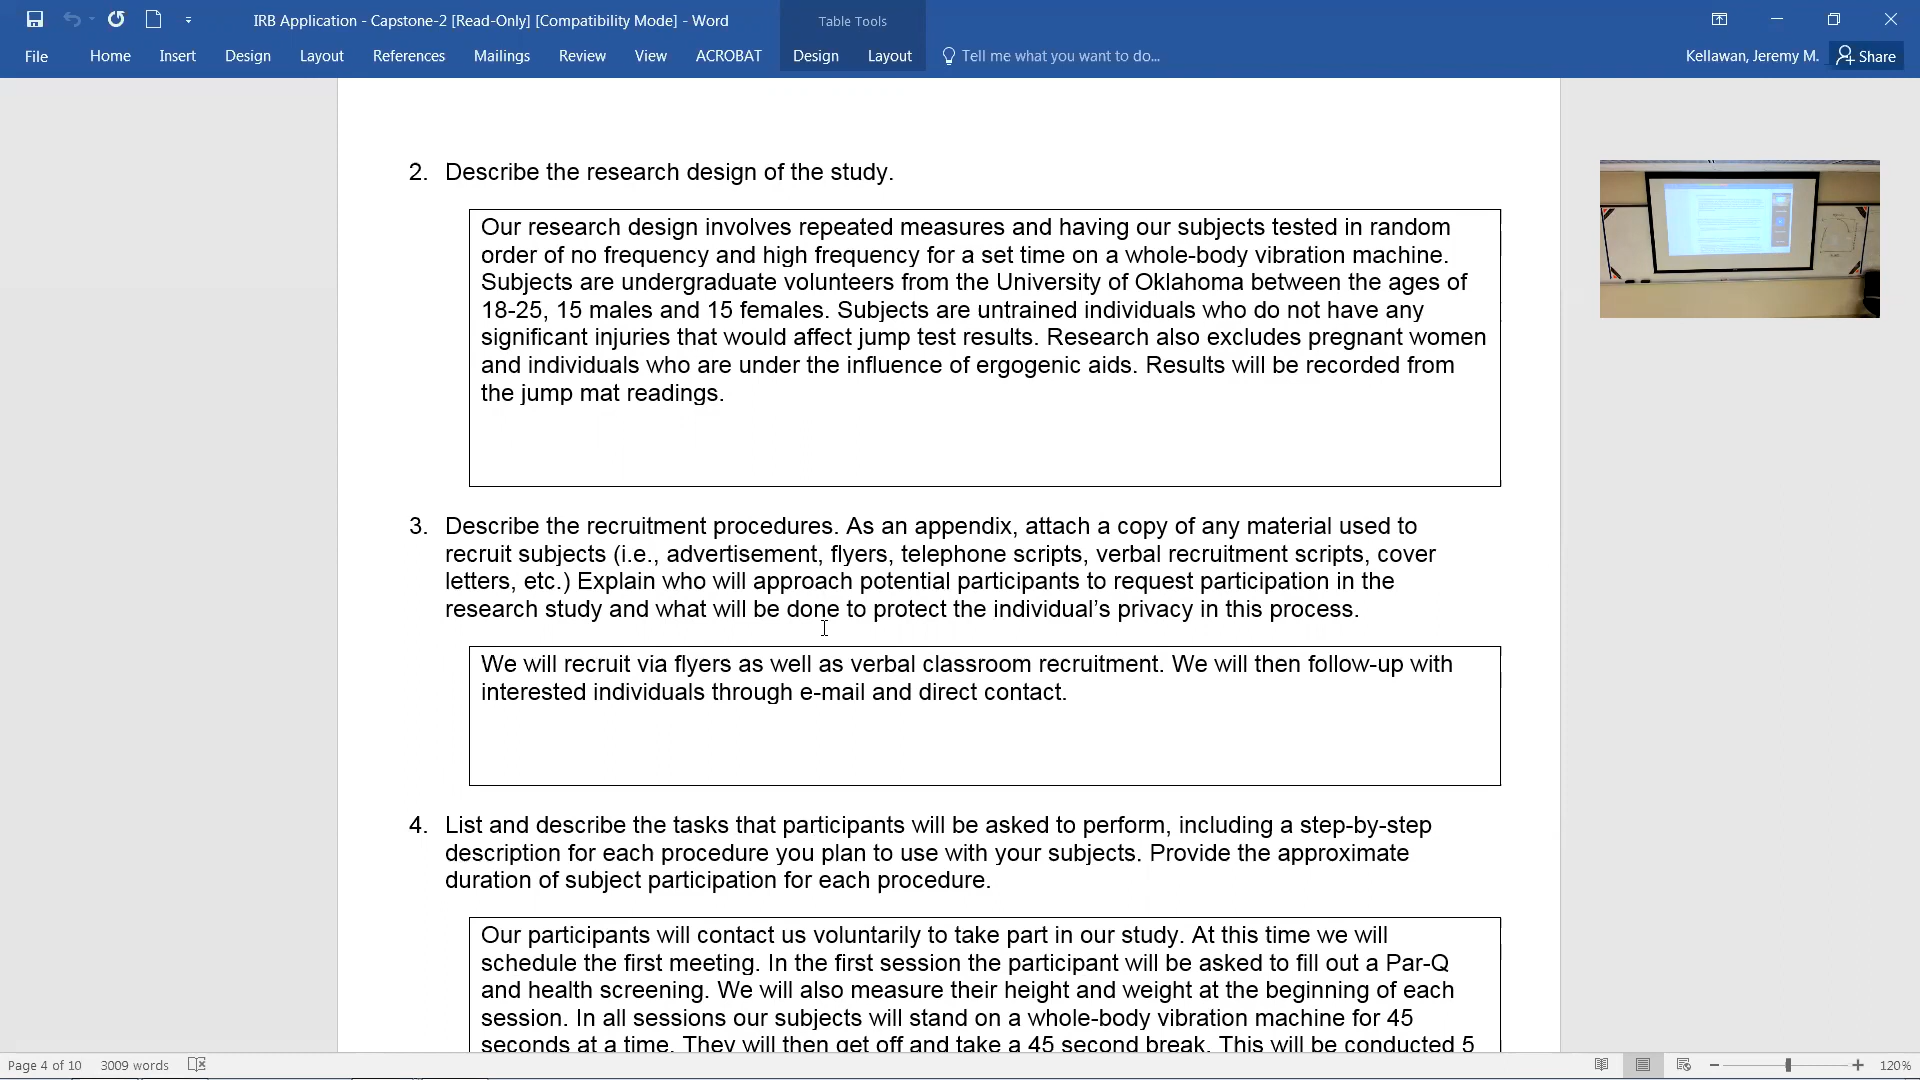 IRB Application - Capstone-2 [Read-Only] [Compatibility Mode] - Word
Table Tools
File Home Insert Design Layout References Mailings Review View ACROBAT Design Layout Tell me what you want to do... Kellawan, Jeremy M. Share
2. Describe the research design of the study.
Our research design involves repeated measures and having our subjects tested in random
order of no frequency and high frequency for a set time on a whole-body vibration machine.
Subjects are undergraduate volunteers from the University of Oklahoma between the ages of
18-25, 15 males and 15 females. Subjects are untrained individuals who do not have any
significant injuries that would affect jump test results. Research also excludes pregnant women
and individuals who are under the influence of ergogenic aids. Results will be recorded from
the jump mat readings.
3. Describe the recruitment procedures. As an appendix, attach a copy of any material used to
recruit subjects (i.e., advertisement, flyers, telephone scripts, verbal recruitment scripts, cover
letters, etc.) Explain who will approach potential participants to request participation in the
research study and what will be done to protect the individual’s privacy in this process.
We will recruit via flyers as well as verbal classroom recruitment. We will then follow-up with
interested individuals through e-mail and direct contact.
4. List and describe the tasks that participants will be asked to perform, including a step-by-step
description for each procedure you plan to use with your subjects. Provide the approximate
duration of subject participation for each procedure.
Our participants will contact us voluntarily to take part in our study. At this time we will
schedule the first meeting. In the first session the participant will be asked to fill out a Par-Q
and health screening. We will also measure their height and weight at the beginning of each
session. In all sessions our subjects will stand on a whole-body vibration machine for 45
seconds at a time. They will then get off and take a 45 second break. This will be conducted 5
Page 4 of 10 3009 words 120%